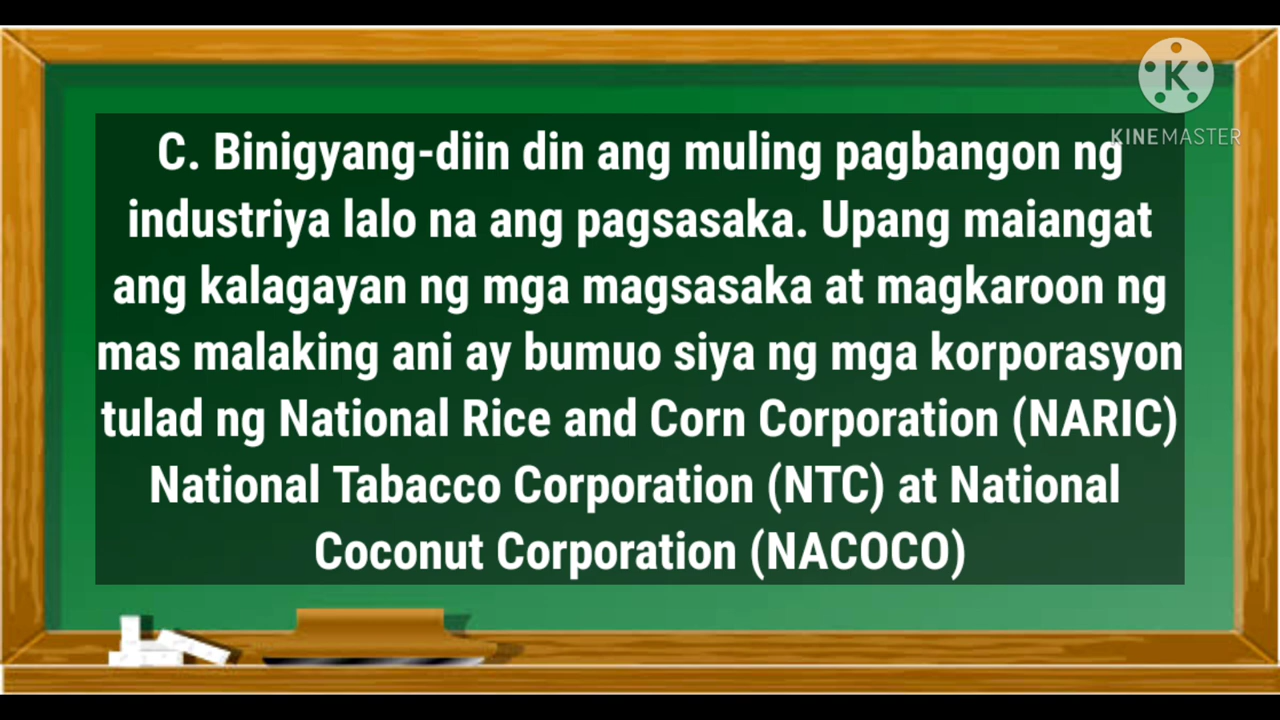 K
KINEMASTER
C. Binigyang-diin din ang muling pagbangon ng
industriya lalo na ang pagsasaka. Upang maiangat
ang kalagayan ng mga magsasaka at magkaroon ng
mas malaking ani ay bumuo siya ng mga korporasyon
tulad ng National Rice and Corn Corporation (NARIC)
National Tabacco Corporation (NTC) at National
Coconut Corporation (NACOCO)